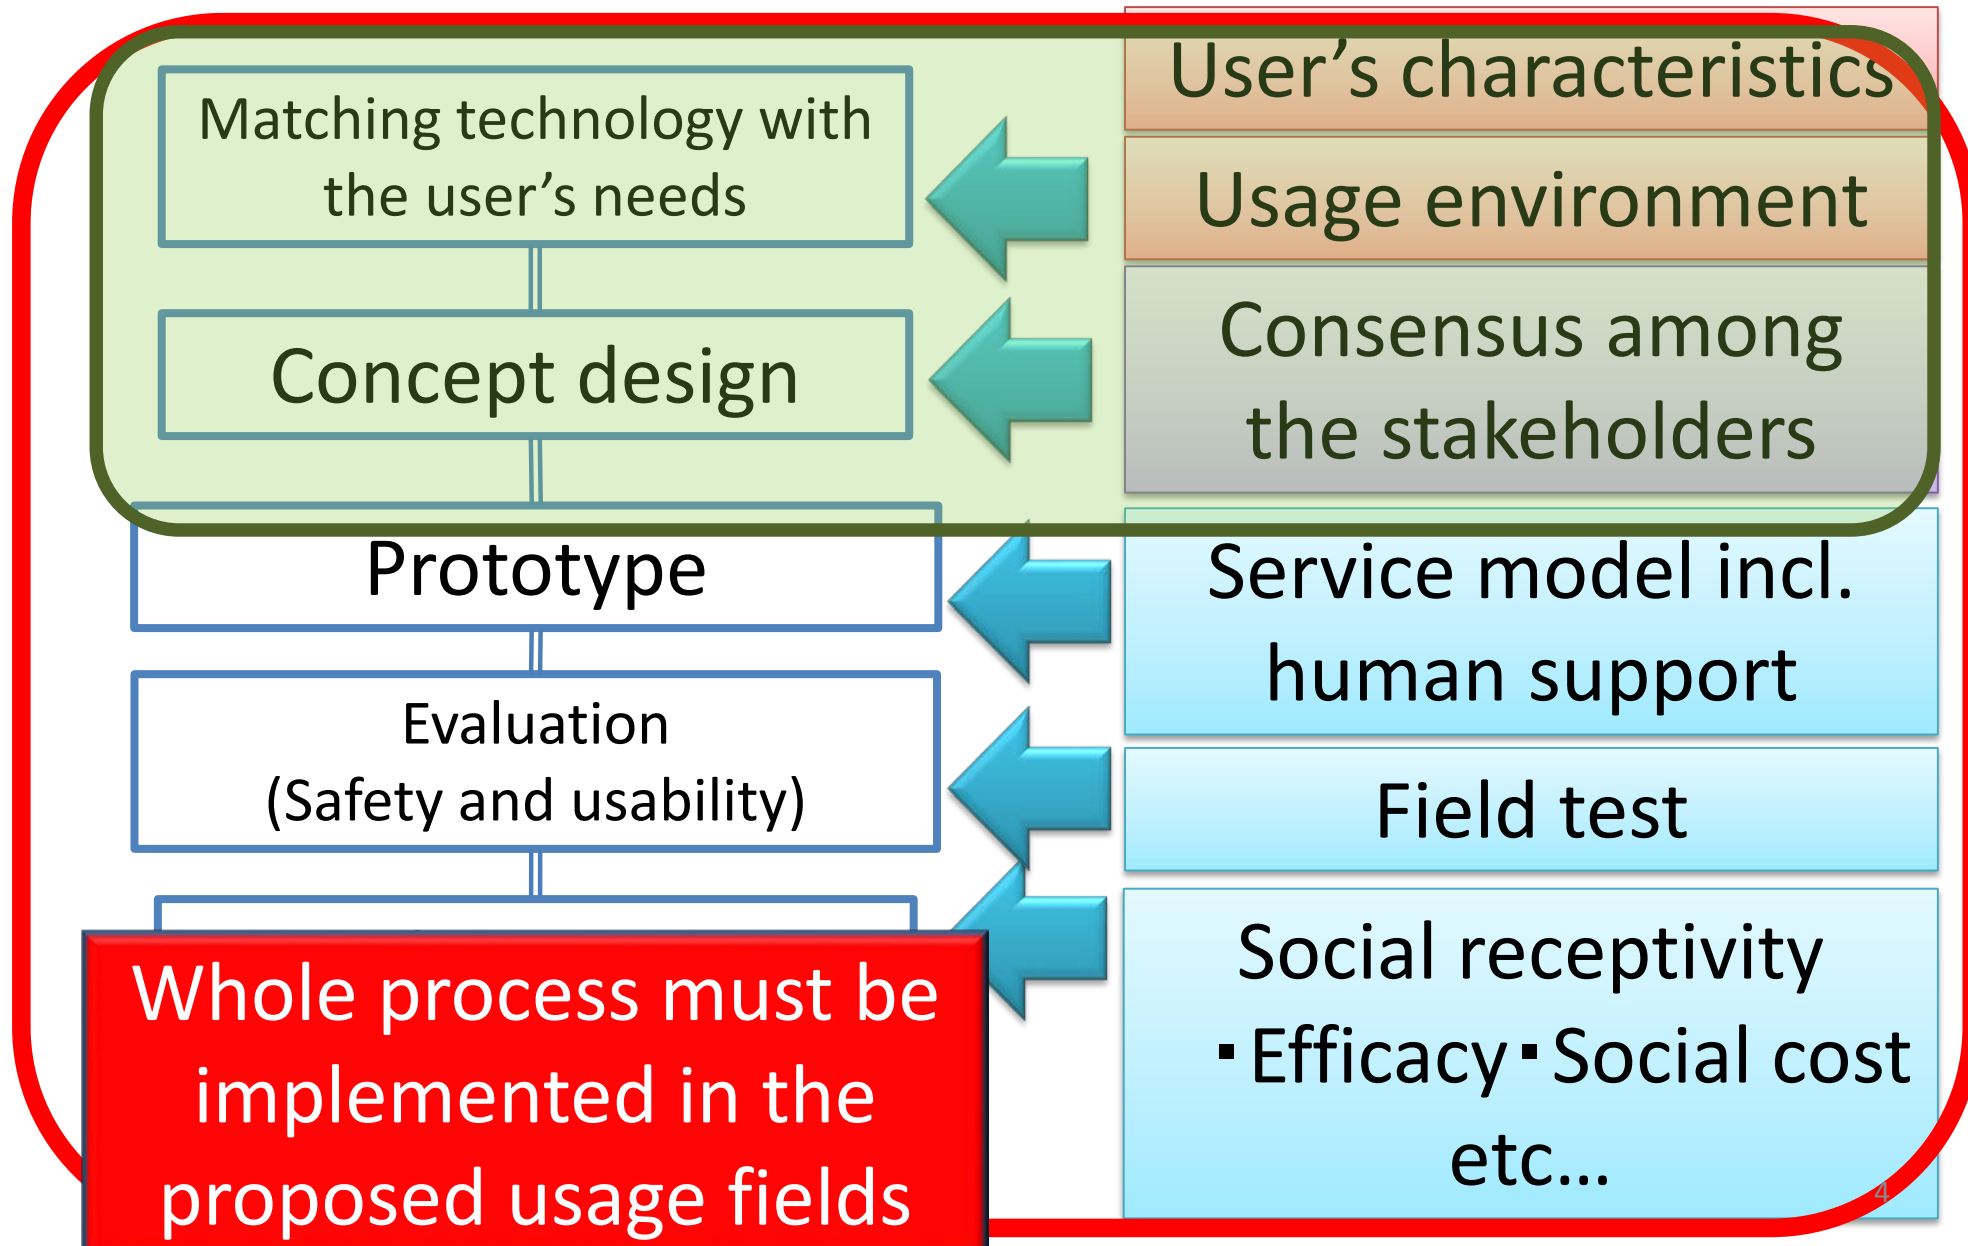 Matching technology with
the user’s needs
Concept design
Prototype
Evaluation
(Safety and usability)
Whole process must be
implemented in the
proposed usage fields
User’s characteristics
Usage environment
Consensus among
the stakeholders
Service model incl.
human support
Field test
Social receptivity
・Efficacy・Social cost
etc…
4